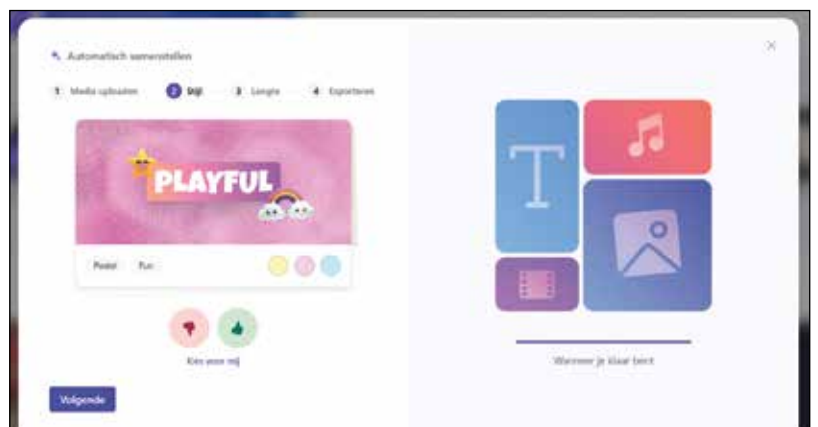 Automatisch samenstellen
1 Media uploaden 2 Stijl 3 Lengte 4 Exporteren
PLAYFUL
Pastel Fun
Kies voor mij
Volgende
T
Wanneer je klaar bent